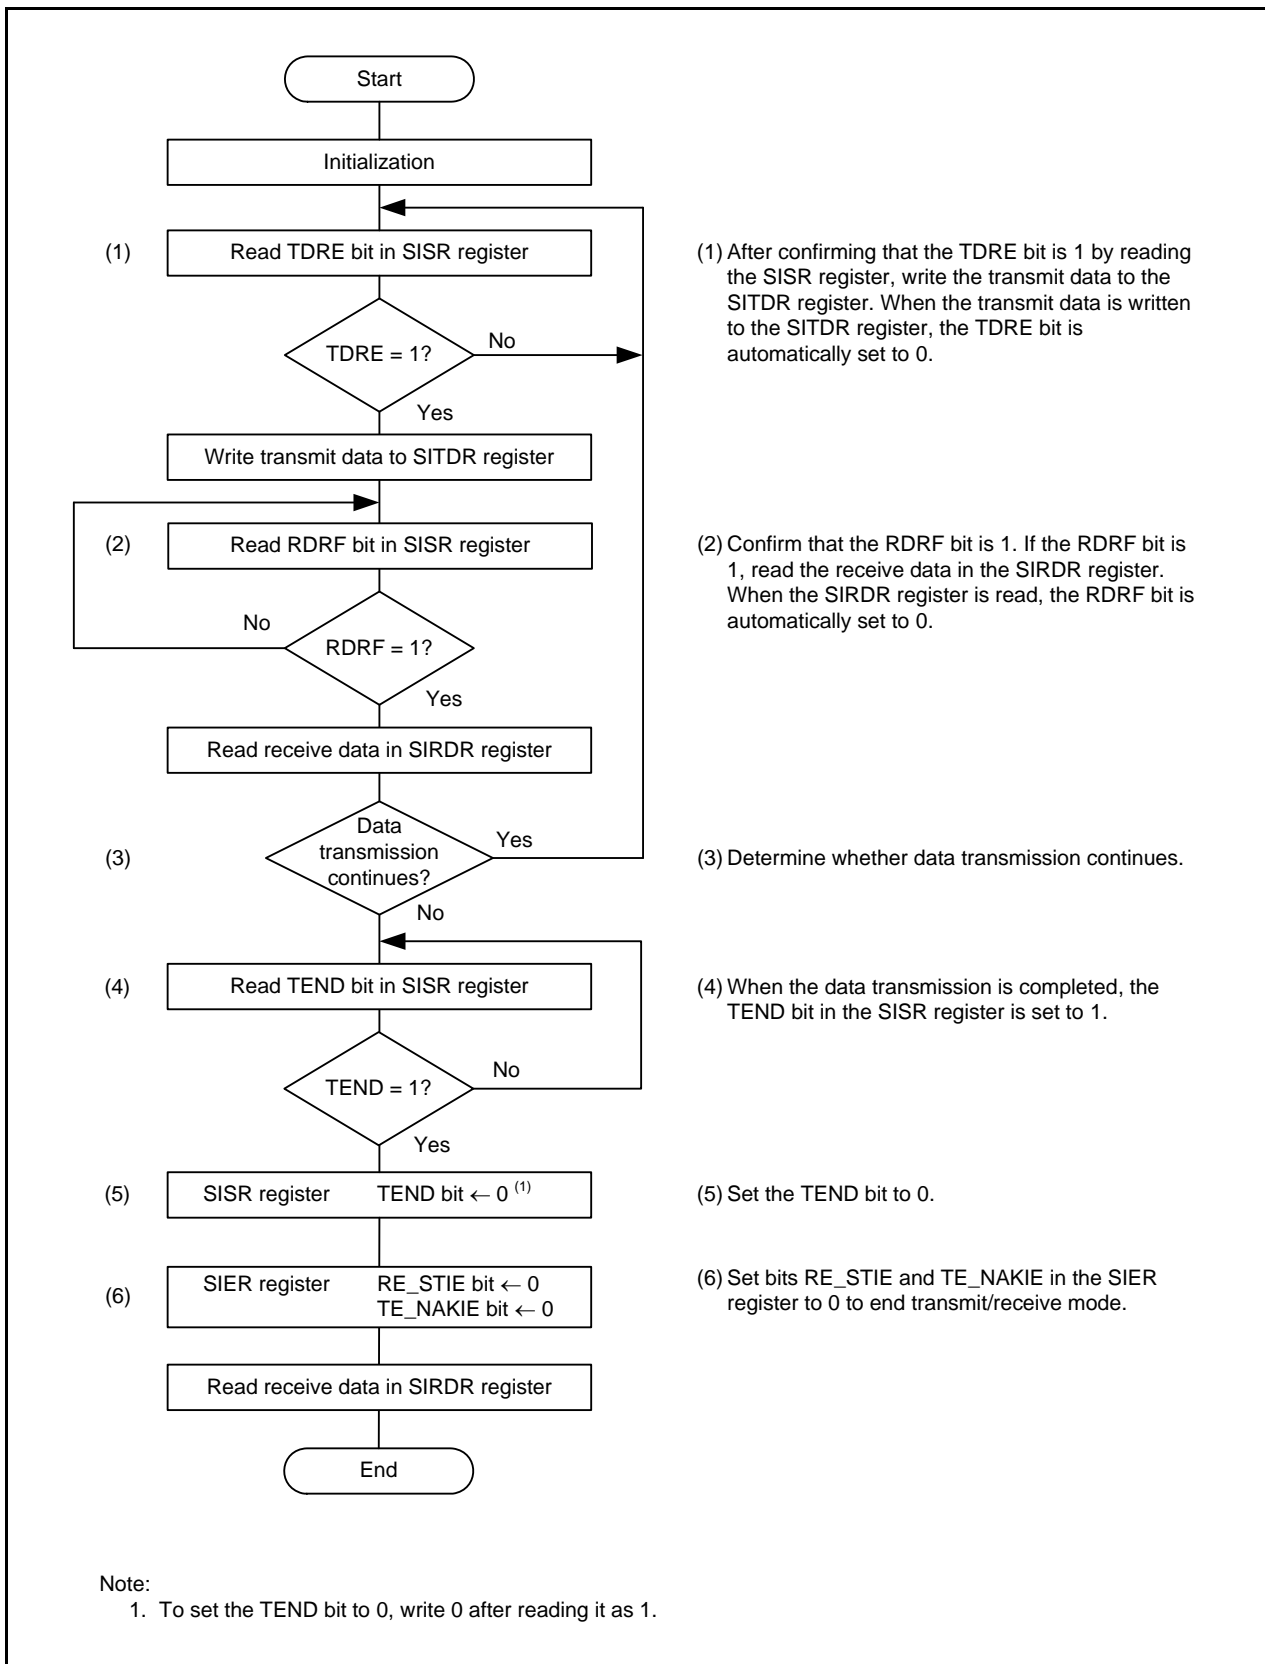 Start
Initialization
(1)
Read TDRE bit in SISR register
(1) After confirming that the TDRE bit is 1 by reading
the SISR register, write the transmit data to the
SITDR register. When the transmit data is written
to the SITDR register, the TDRE bit is
automatically set to 0.
TDRE = 1?
No
Yes
Write transmit data to SITDR register
(2)
Read RDRF bit in SISR register
(2) Confirm that the RDRF bit is 1. If the RDRF bit is
1, read the receive data in the SIRDR register.
When the SIRDR register is read, the RDRF bit is
automatically set to 0.
No
RDRF = 1?
Yes
Read receive data in SIRDR register
(3)
Data
transmission
continues?
Yes
(3) Determine whether data transmission continues.
No
(4)
Read TEND bit in SISR register
(4) When the data transmission is completed, the
TEND bit in the SISR register is set to 1.
TEND = 1?
No
Yes
(5)
SISR register TEND bit ← 0 (1)
(5) Set the TEND bit to 0.
(6)
SIER register RE_STIE bit ← 0
TE_NAKIE bit ← 0
(6) Set bits RE_STIE and TE_NAKIE in the SIER
register to 0 to end transmit/receive mode.
Read receive data in SIRDR register
End
Note:
1. To set the TEND bit to 0, write 0 after reading it as 1.